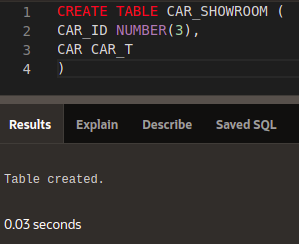 1 CREATE TABLE CAR_SHOWROOM (
2 CAR_ID NUMBER(3),
3 CAR CAR_T
4 )
Results Explain Describe Saved SQL
Table created.
0.03 seconds